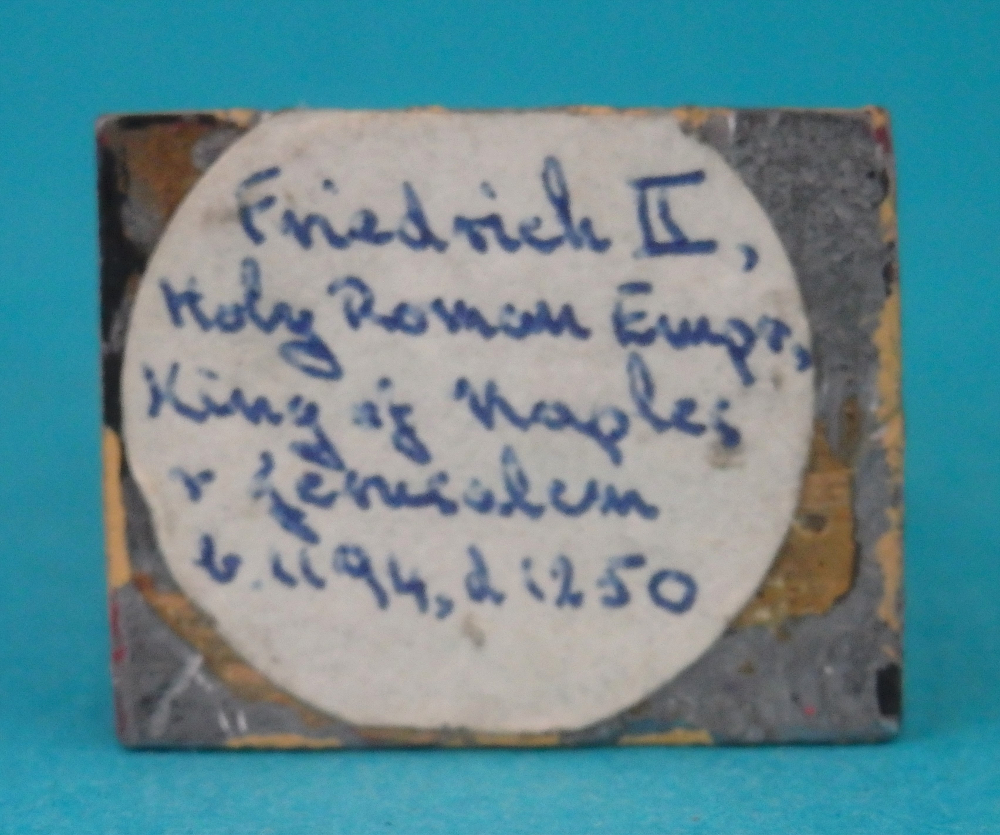 Friedrich II,
Holy Roman Empr,
King of Naples
& Jerusalem
b. 1194, d 1250